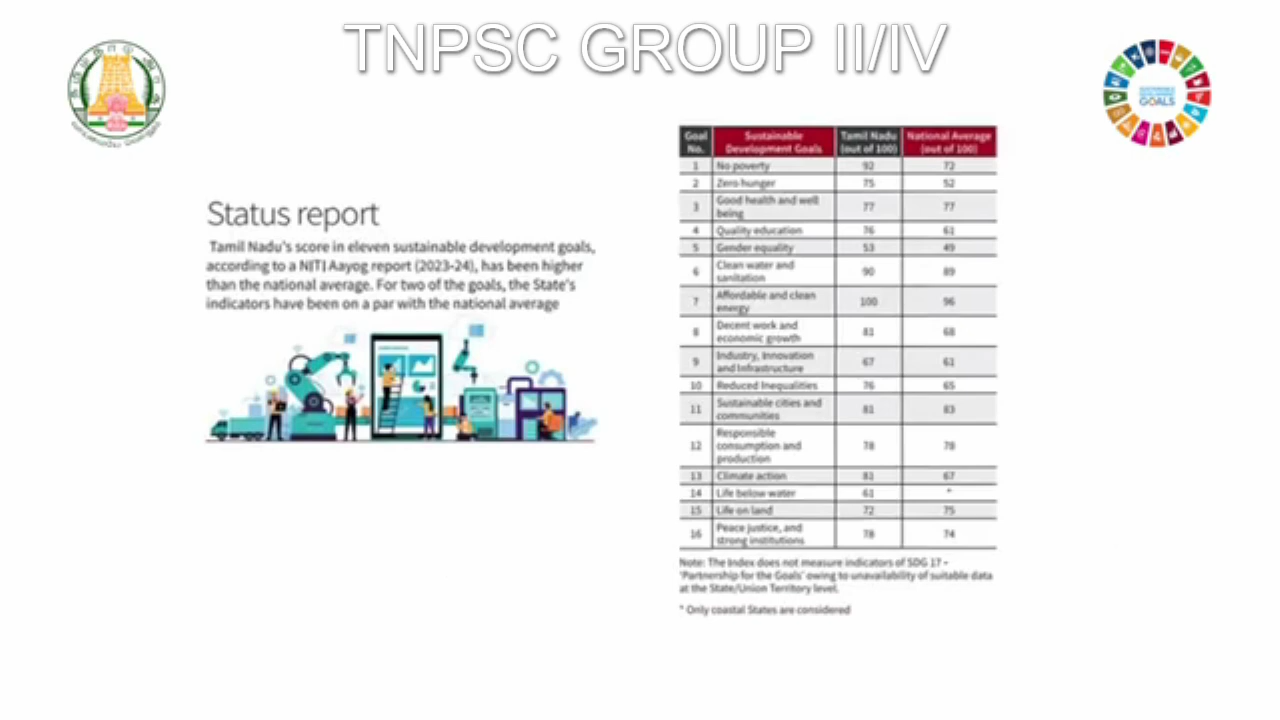 TNPSC GROUP II/IV
SUSTAINABLE
DEVELOPMENT
GOALS
Status report
Tamil Nadu's score in eleven sustainable development goals,
according to a NITI Aayog report (2023-24), has been higher
than the national average. For two of the goals, the State's
indicators have been on a par with the national average
Goal No. Sustainable Development Goals Tamil Nadu (out of 100) National Average (out of 100)
1 No poverty 92 72
2 Zero hunger 75 52
3 Good health and well being 77 77
4 Quality education 76 61
5 Gender equality 53 49
6 Clean water and sanitation 90 89
7 Affordable and clean energy 100 96
8 Decent work and economic growth 81 68
9 Industry, Innovation and Infrastructure 67 61
10 Reduced Inequalities 76 65
11 Sustainable cities and communities 81 83
12 Responsible consumption and production 78 78
13 Climate action 81 67
14 Life below water 61 *
15 Life on land 72 75
16 Peace justice, and strong institutions 78 74
Note: The Index does not measure indicators of SDG 17 –
'Partnership for the Goals' owing to unavailability of suitable data
at the State/Union Territory level.
* Only coastal States are considered